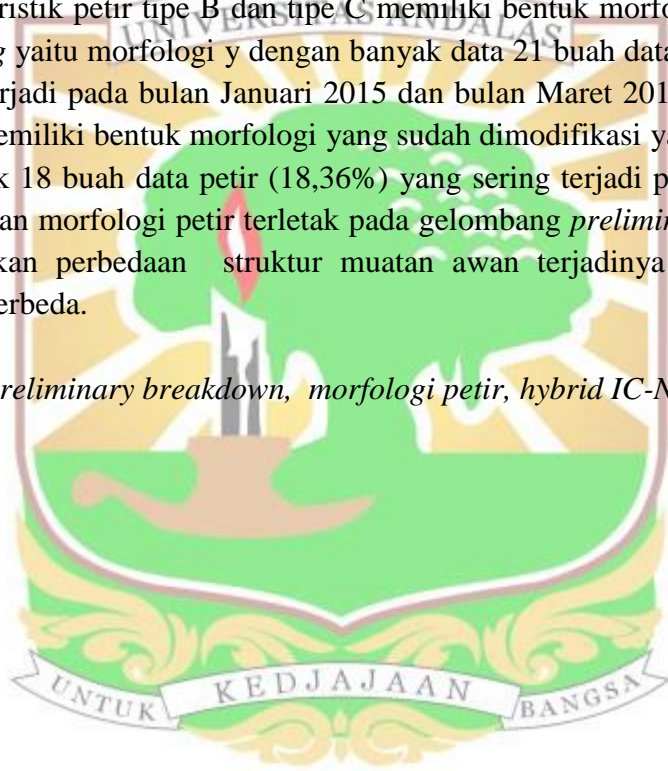 ristik petir tipe B dan tipe C memiliki bentuk morfo
UNIVERSITAS ANDALAS
g yaitu morfologi y dengan banyak data 21 buah data
rjadi pada bulan Januari 2015 dan bulan Maret 201
emiliki bentuk morfologi yang sudah dimodifikasi ya
k 18 buah data petir (18,36%) yang sering terjadi p
an morfologi petir terletak pada gelombang prelimin
kan perbedaan struktur muatan awan terjadinya
erbeda.
reliminary breakdown, morfologi petir, hybrid IC-N
UNTUK KEDJAJAAN BANGSA